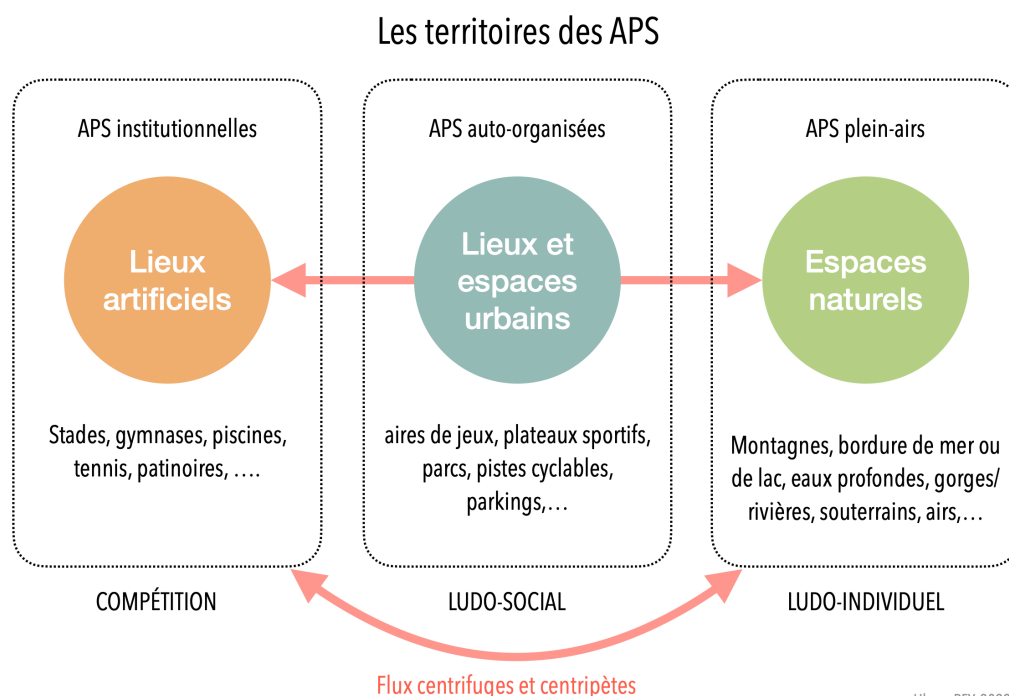 Les territoires des APS
APS institutionnelles
Lieux
artificiels
Stades, gymnases, piscines,
tennis, patinoires, ….
COMPÉTITION
APS auto-organisées
Lieux et
espaces
urbains
aires de jeux, plateaux sportifs,
parcs, pistes cyclables,
parkings,…
LUDO-SOCIAL
APS plein-airs
Espaces
naturels
Montagnes, bordure de mer ou
de lac, eaux profondes, gorges/
rivières, souterrains, airs,…
LUDO-INDIVIDUEL
Flux centrifuges et centripètes